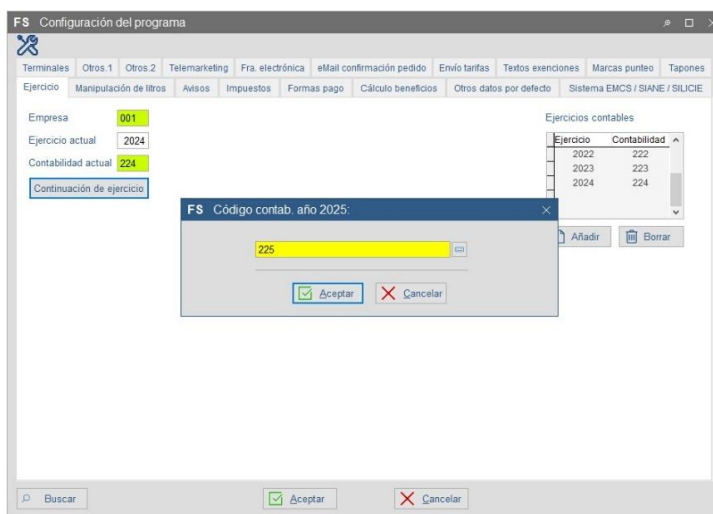 FS Configuración del programa
Terminales Otros.1 Otros.2 Telemarketing Fra. electrónica eMail confirmación pedido Envío tarifas Textos exenciones Marcas punteo Tapones
Ejercicio Manipulación de litros Avisos Impuestos Formas pago Cálculo beneficios Otros datos por defecto Sistema EMCS / SIANE / SILICIE
Empresa 001
Ejercicio actual 2024
Contabilidad actual 224
Continuación de ejercicio
Ejercicios contables
Ejercicio Contabilidad
2022 222
2023 223
2024 224
Añadir Borrar
FS Código contab. año 2025:
225
Aceptar Cancelar
Buscar Aceptar Cancelar